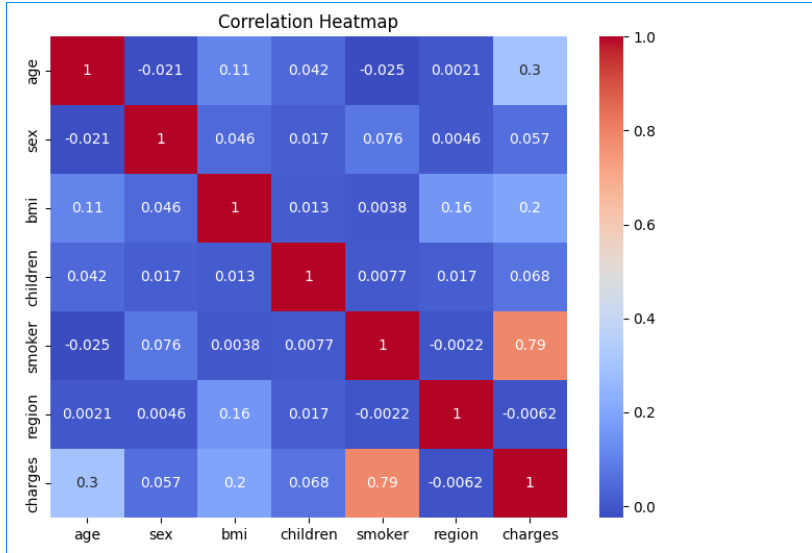 Correlation Heatmap
age 1 -0.021 0.11 0.042 -0.025 0.0021 0.3
sex -0.021 1 0.046 0.017 0.076 0.0046 0.057
bmi 0.11 0.046 1 0.013 0.0038 0.16 0.2
children 0.042 0.017 0.013 1 0.0077 0.017 0.068
smoker -0.025 0.076 0.0038 0.0077 1 -0.0022 0.79
region 0.0021 0.0046 0.16 0.017 -0.0022 1 -0.0062
charges 0.3 0.057 0.2 0.068 0.79 -0.0062 1
age sex bmi children smoker region charges
1.0
0.8
0.6
0.4
0.2
0.0